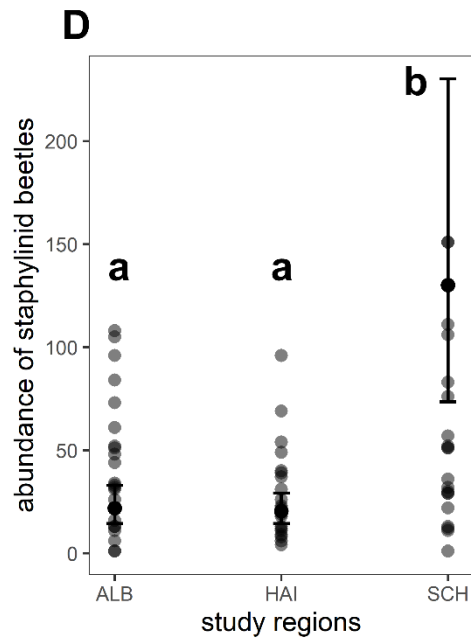 D
abundance of staphylinid beetles
200
150
100
50
0
a
a
b
ALB
HAI
SCH
study regions